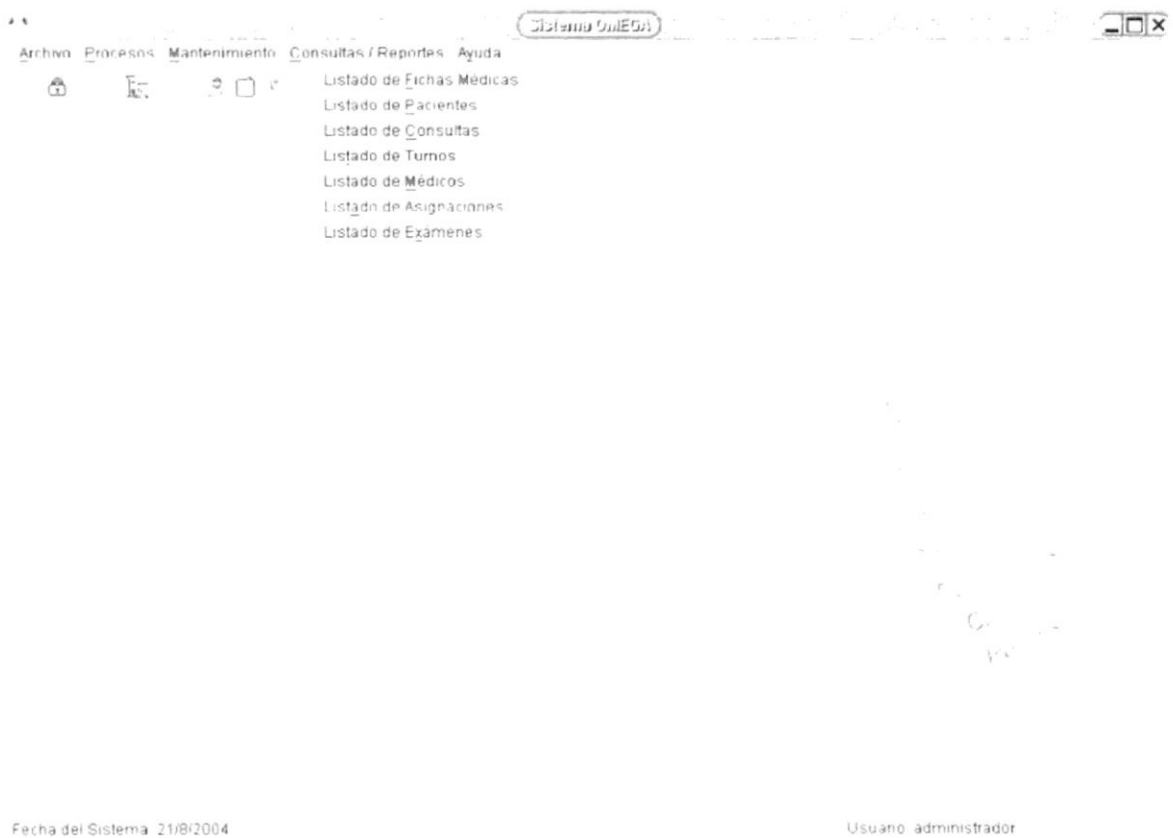 Sistema OmEGA
Archivo Procesos Mantenimiento Consultas / Reportes Ayuda
Listado de Fichas Médicas
Listado de Pacientes
Listado de Consultas
Listado de Turnos
Listado de Médicos
Listado de Asignaciones
Listado de Exámenes
Fecha del Sistema 21/8/2004
Usuario administrador